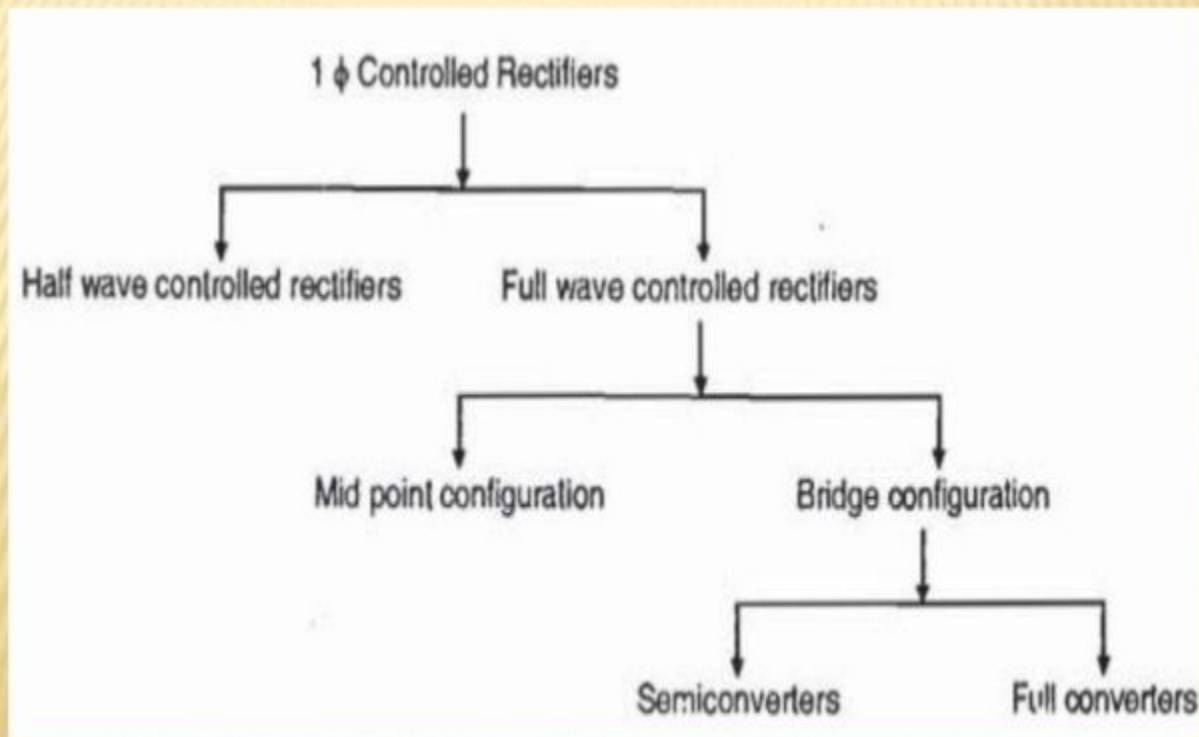 1 ϕ Controlled Rectifiers
Half wave controlled rectifiers
Full wave controlled rectifiers
Mid point configuration
Bridge configuration
Semiconverters
Full converters